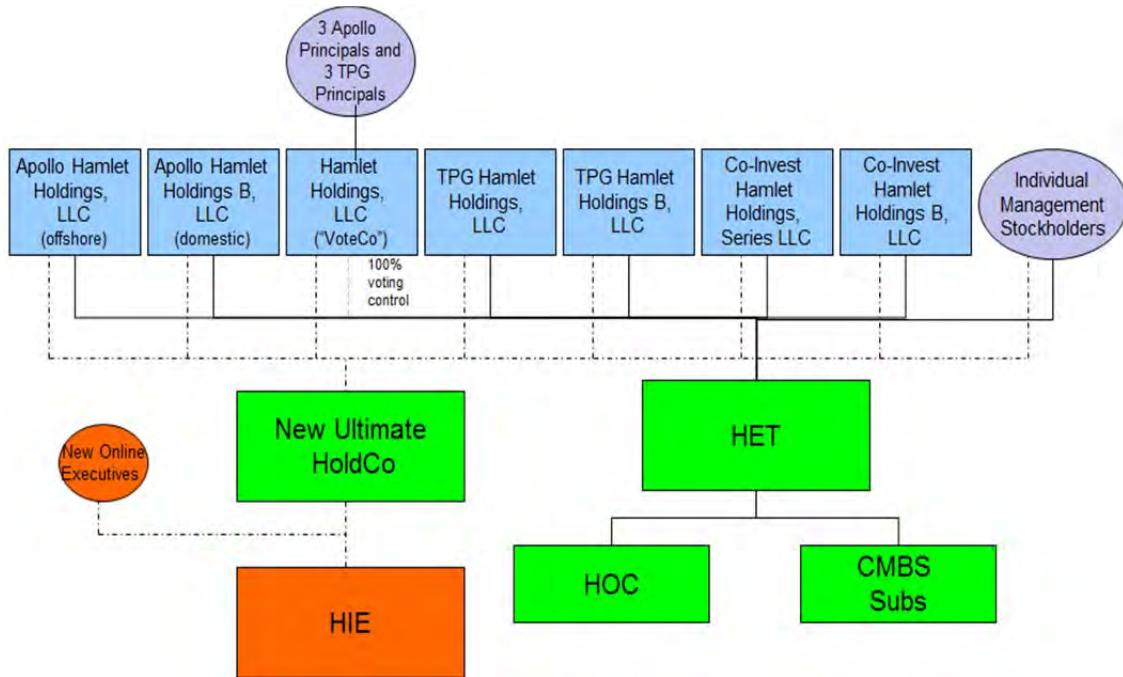 3 Apollo
Principals and
3 TPG
Principals
Apollo Hamlet
Holdings,
LLC
(offshore)
Apollo Hamlet
Holdings B,
LLC
(domestic)
Hamlet
Holdings,
LLC
("VoteCo")
TPG Hamlet
Holdings,
LLC
TPG Hamlet
Holdings B,
LLC
Co-Invest
Hamlet
Holdings,
Series LLC
Co-Invest
Hamlet
Holdings B,
LLC
Individual
Management
Stockholders
100%
voting
control
New Ultimate
HoldCo
HET
New Online
Executives
HIE
HOC
CMBS
Subs